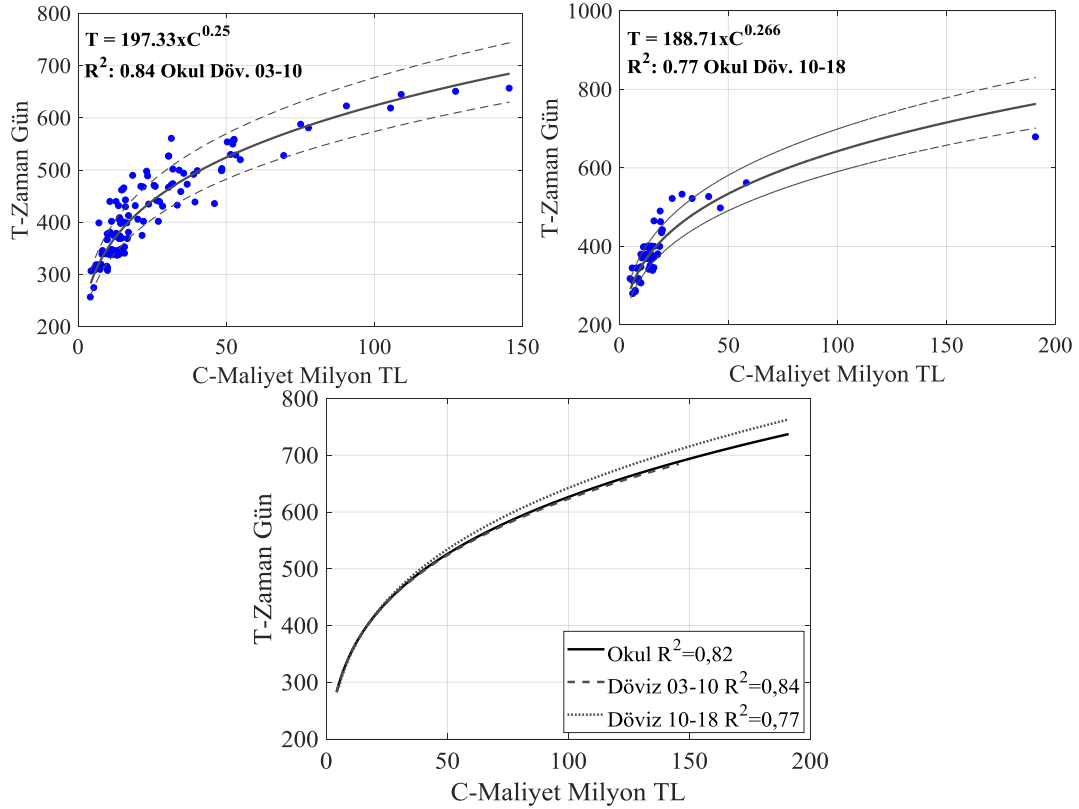 T = 197.33xC^0.25
R^2: 0.84 Okul Döv. 03-10
800
700
600
500
400
300
200
0
50
100
150
T-Zaman Gün
C-Maliyet Milyon TL
T = 188.71xC^0.266
R^2: 0.77 Okul Döv. 10-18
1000
800
600
400
200
0
50
100
150
200
T-Zaman Gün
C-Maliyet Milyon TL
800
700
600
500
400
300
200
0
50
100
150
200
T-Zaman Gün
C-Maliyet Milyon TL
Okul R^2=0,82
Döviz 03-10 R^2=0,84
Döviz 10-18 R^2=0,77